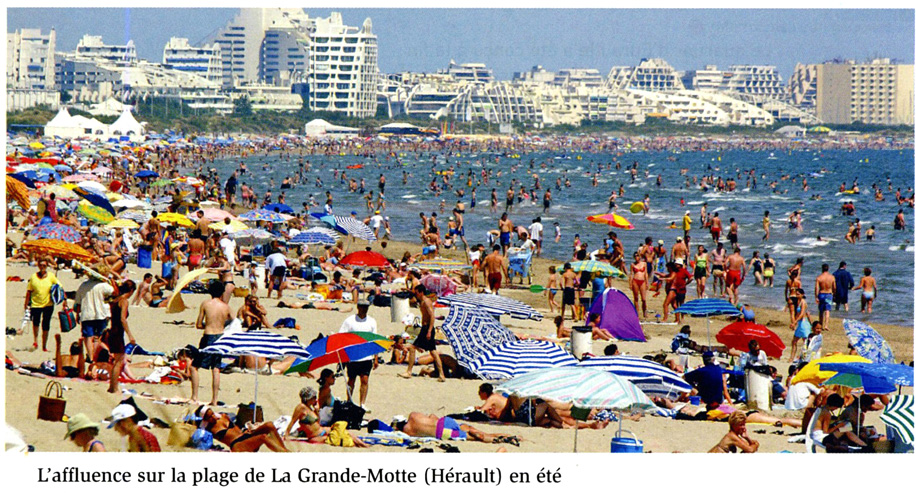 L'affluence sur la plage de La Grande-Motte (Hérault) en été